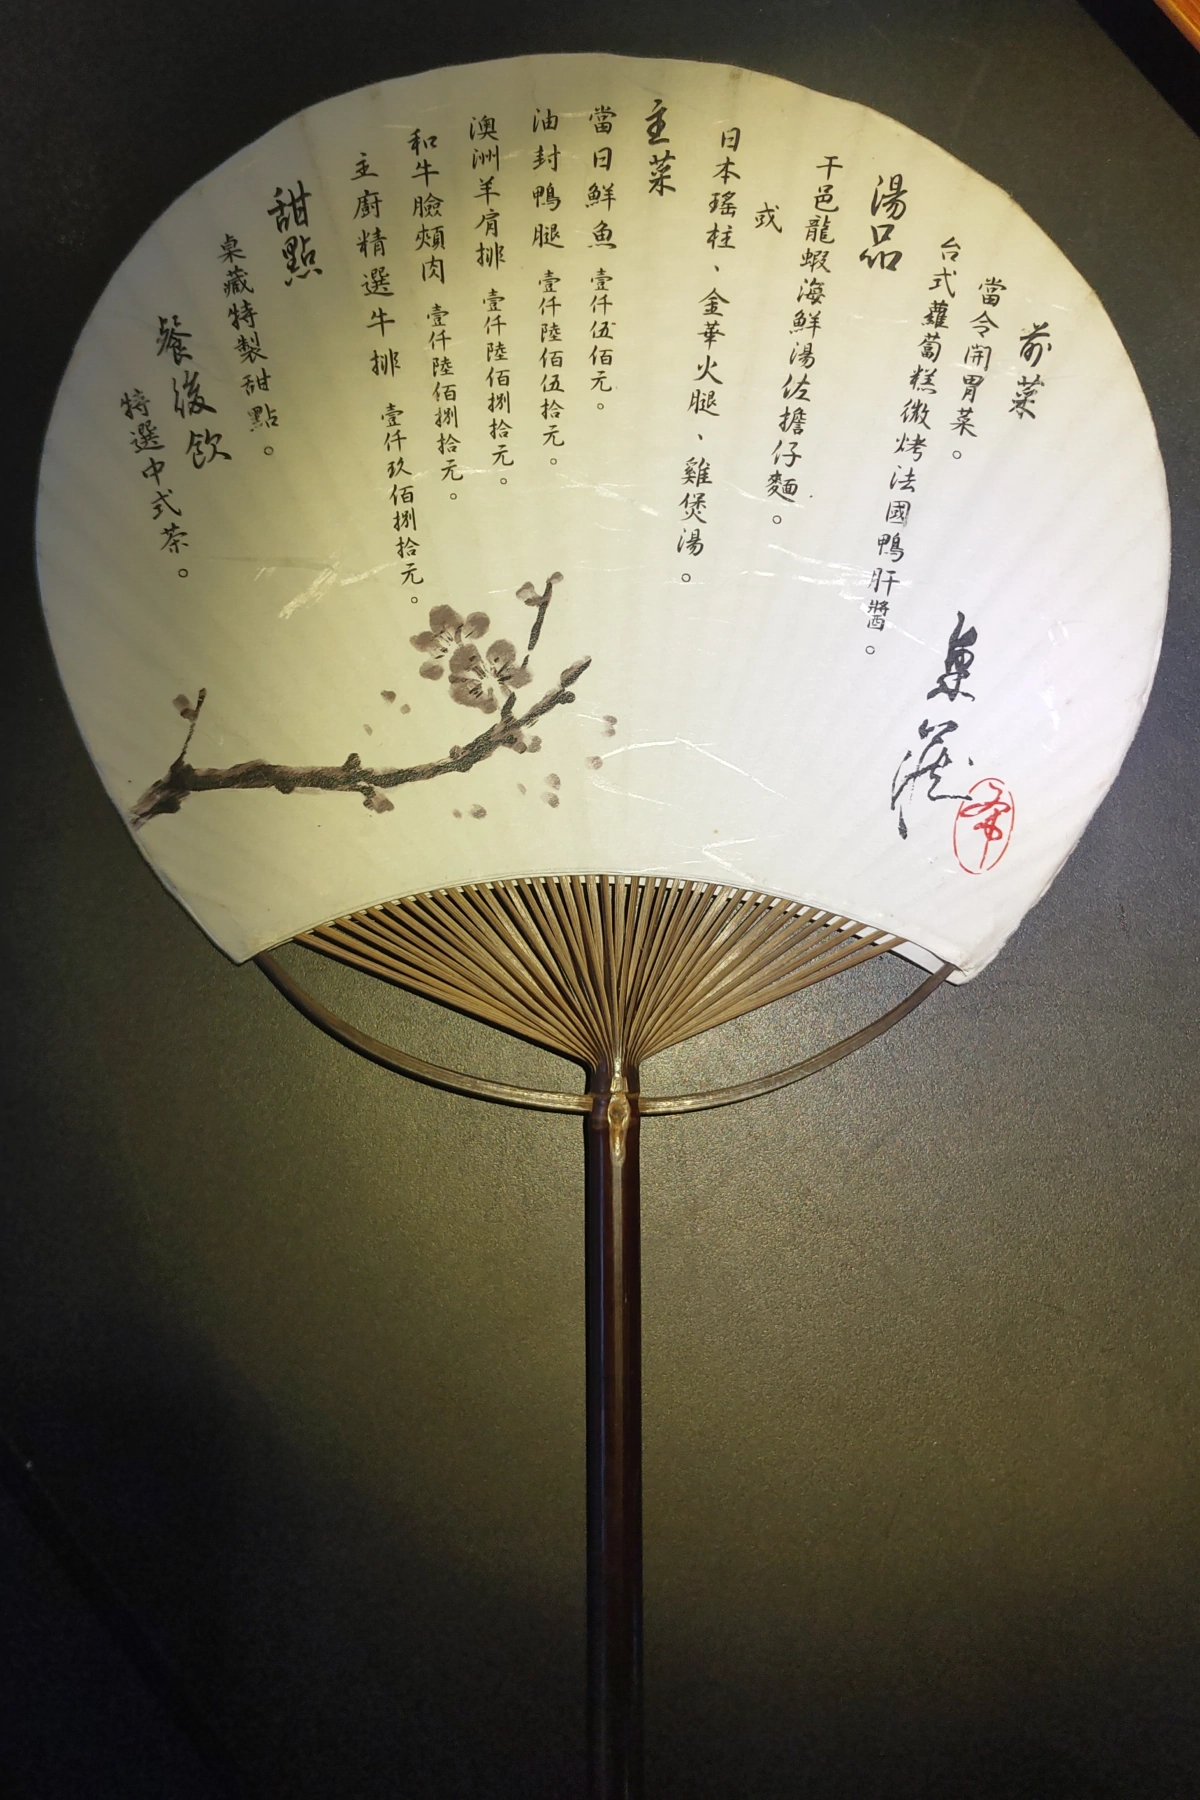 前菜
當令開胃菜。
台式蘿蔔糕微烤法國鴨肝醬。
湯品
干邑龍蝦海鮮湯佐擔仔麵。
或
日本瑤柱、金華火腿、雞煲湯。
主菜
當日鮮魚 壹仟伍佰元。
油封鴨腿 壹仟陸佰伍拾元。
澳洲羊肩排 壹仟陸佰捌拾元。
和牛臉頰肉 壹仟陸佰捌拾元。
主廚精選牛排 壹仟玖佰捌拾元。
甜點
泉藏特製甜點。
餐後飲
特選中式茶。